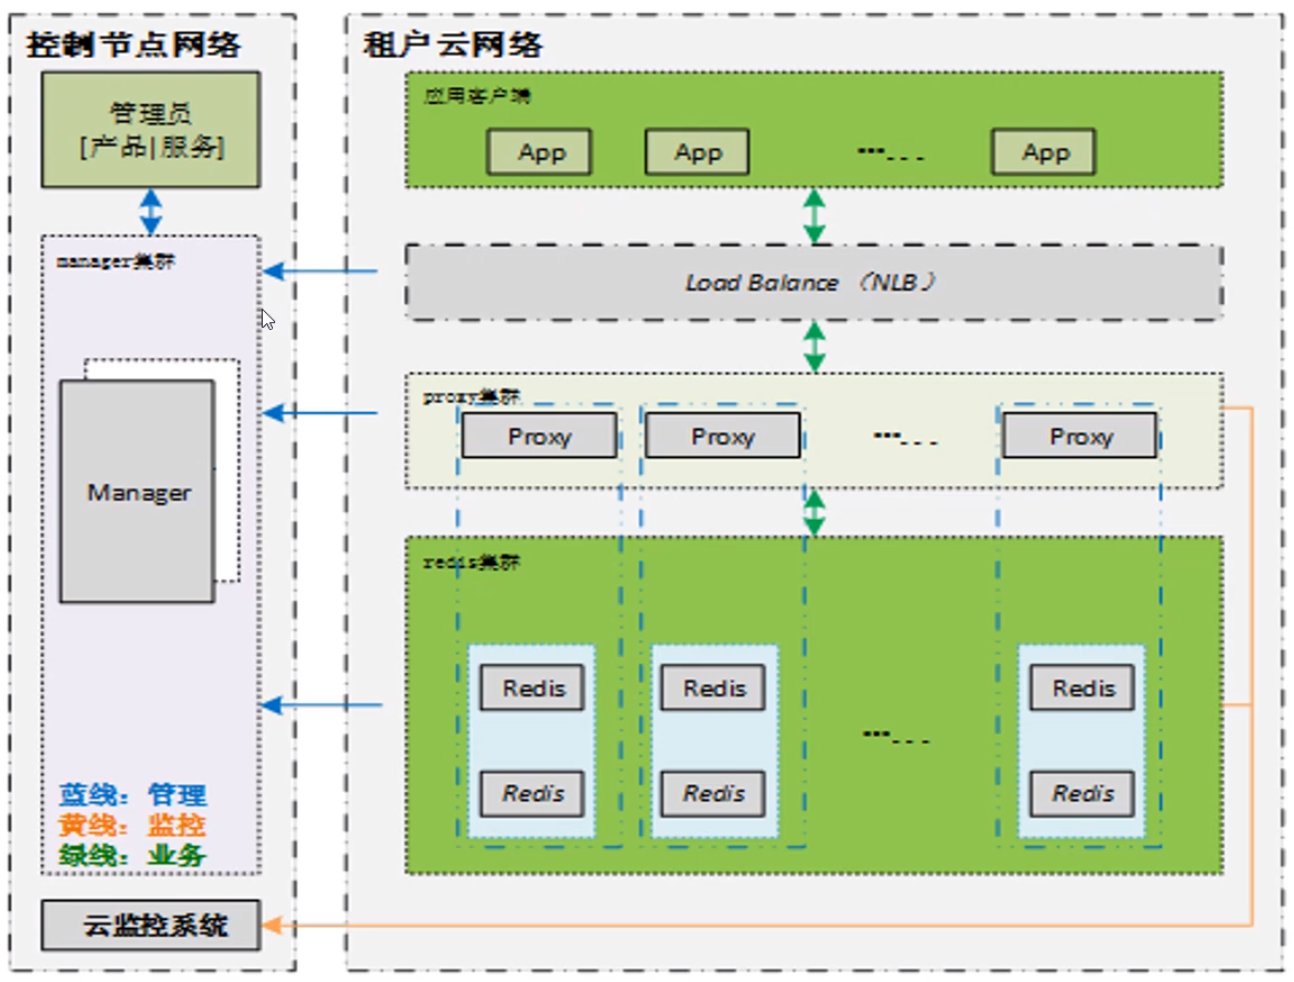 控制节点网络
管理员
[产品|服务]
manager集群
Manager
蓝线：管理
黄线：监控
绿线：业务
云监控系统
租户云网络
应用客户端
App App ...... App
Load Balance（NLB）
proxy集群
Proxy Proxy ...... Proxy
redis集群
Redis Redis Redis
......
Redis Redis Redis